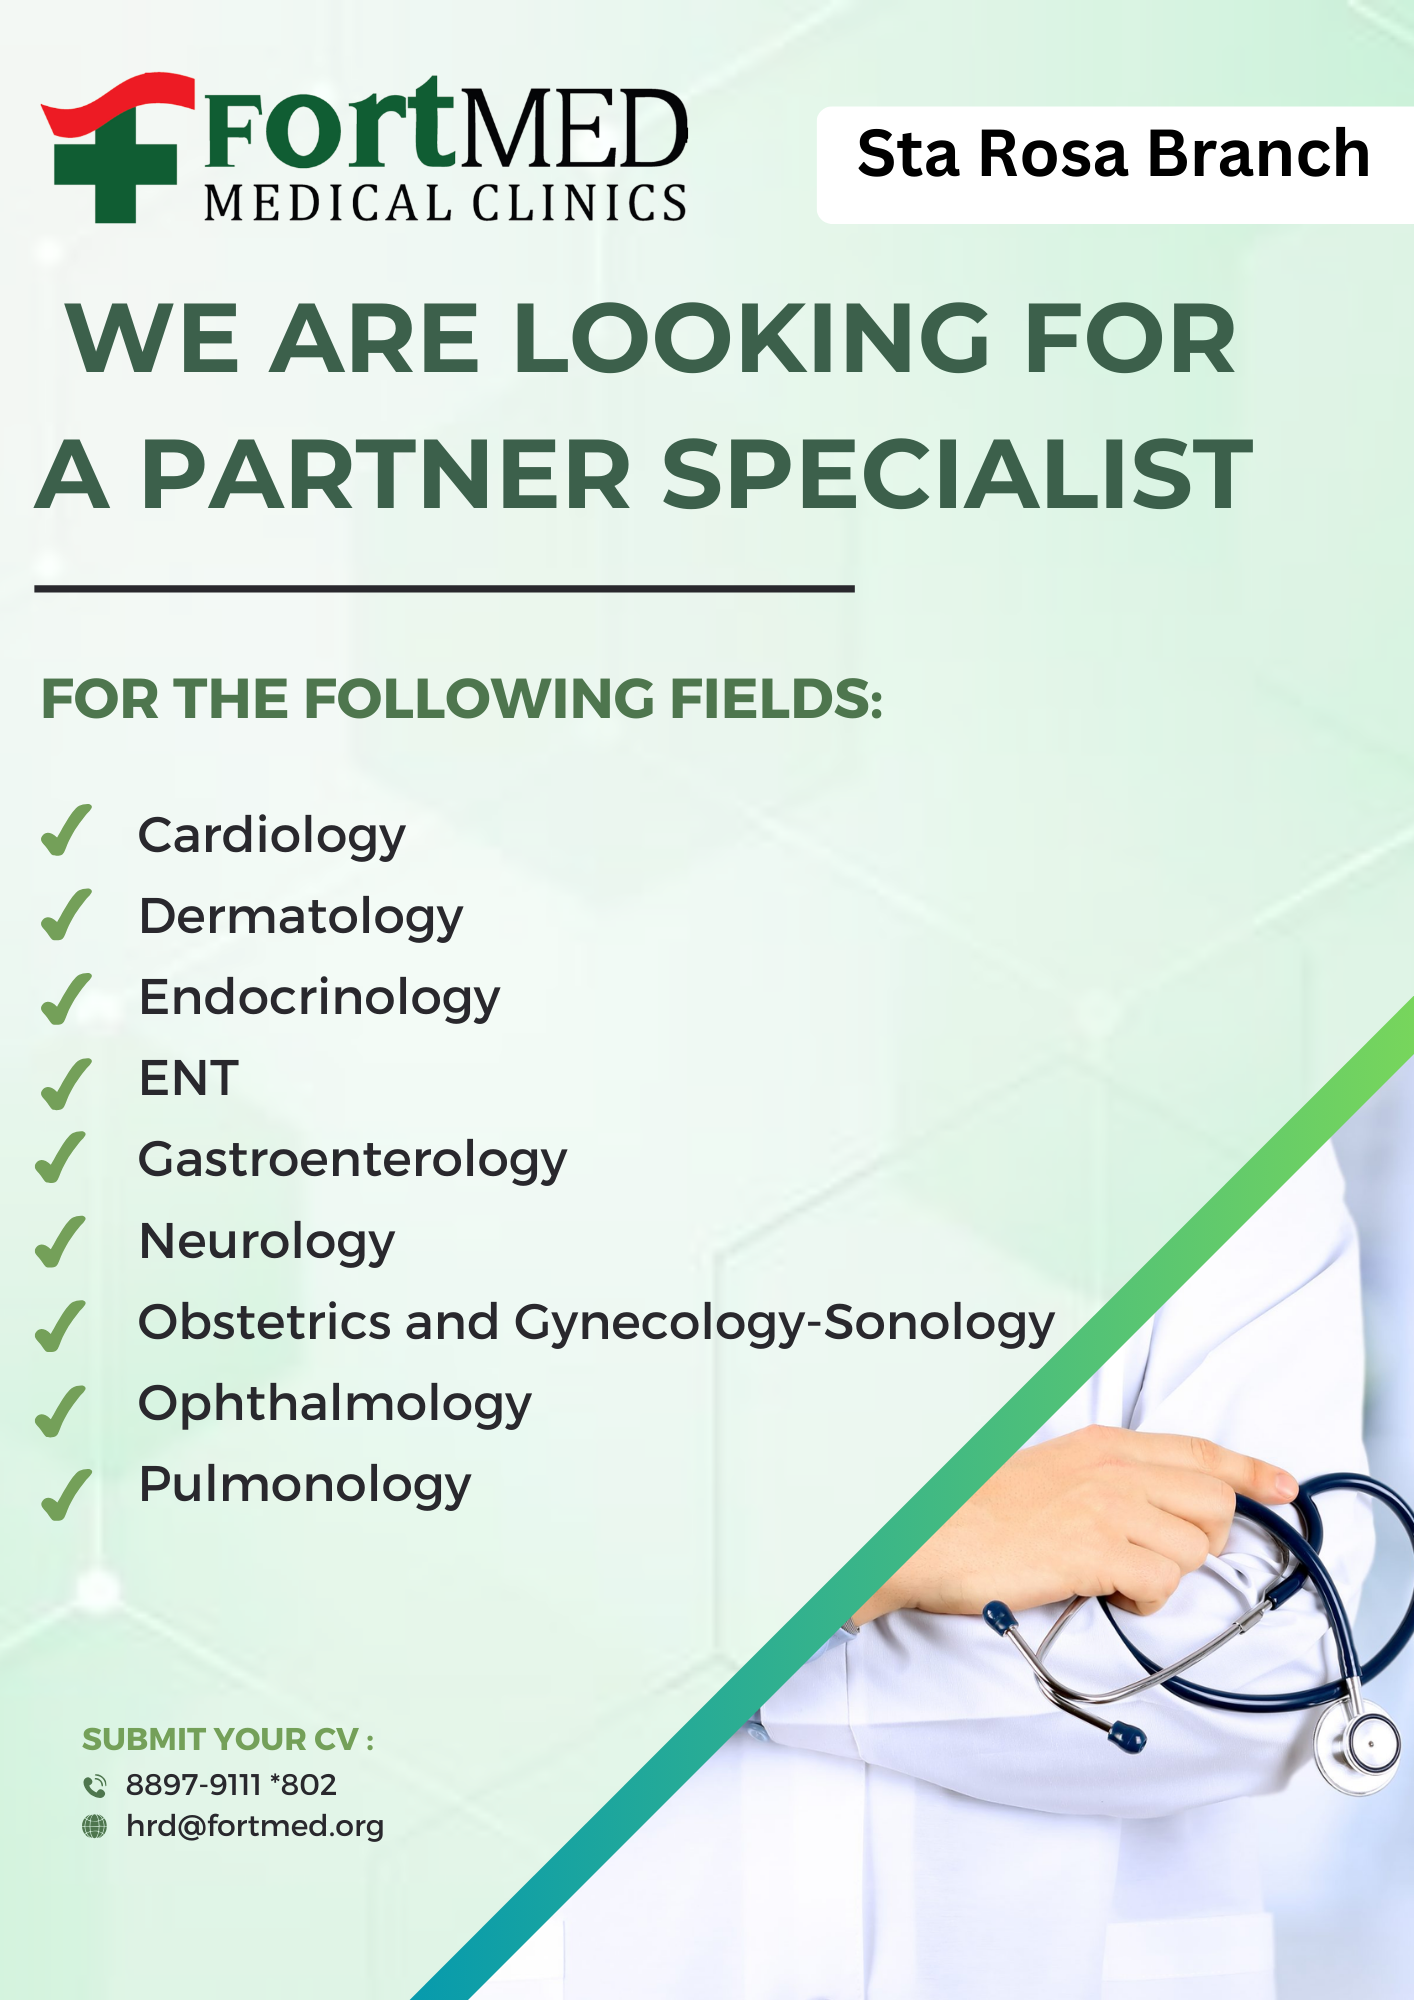 FortMED
MEDICAL CLINICS
Sta Rosa Branch
WE ARE LOOKING FOR
A PARTNER SPECIALIST
FOR THE FOLLOWING FIELDS:
Cardiology
Dermatology
Endocrinology
ENT
Gastroenterology
Neurology
Obstetrics and Gynecology-Sonology
Ophthalmology
Pulmonology
SUBMIT YOUR CV :
8897-9111 *802
hrd@fortmed.org